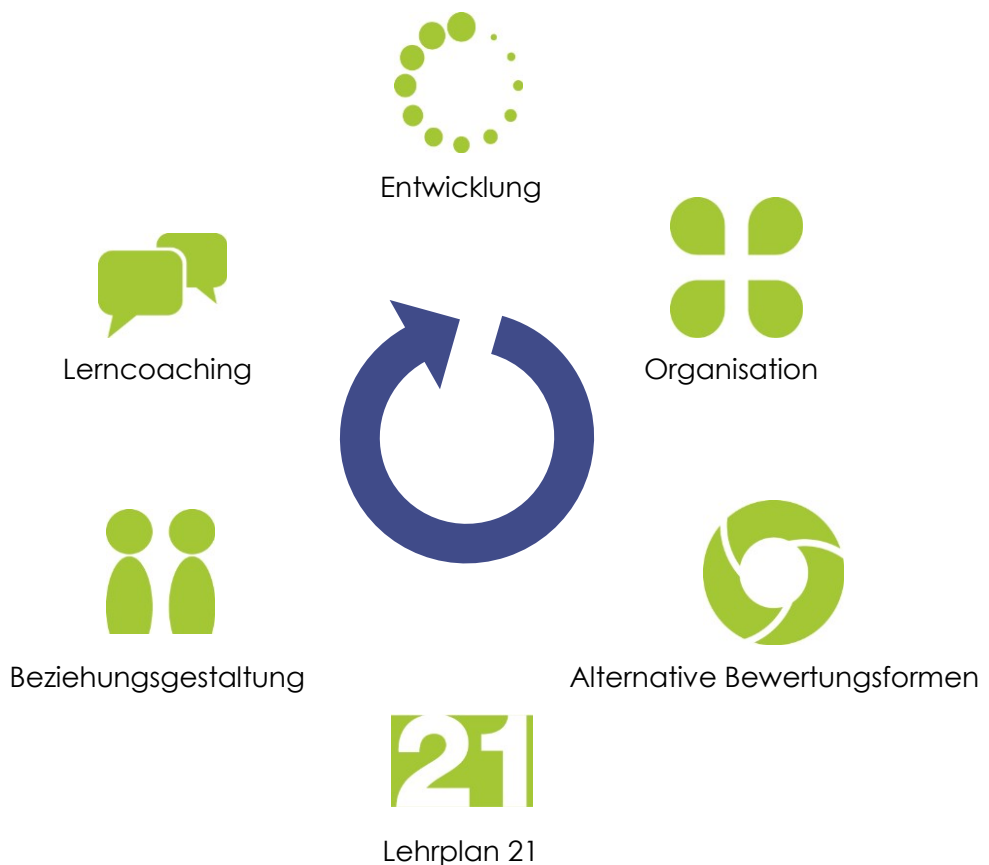 Entwicklung
Lerncoaching
Organisation
Beziehungsgestaltung
Alternative Bewertungsformen
21
Lehrplan 21